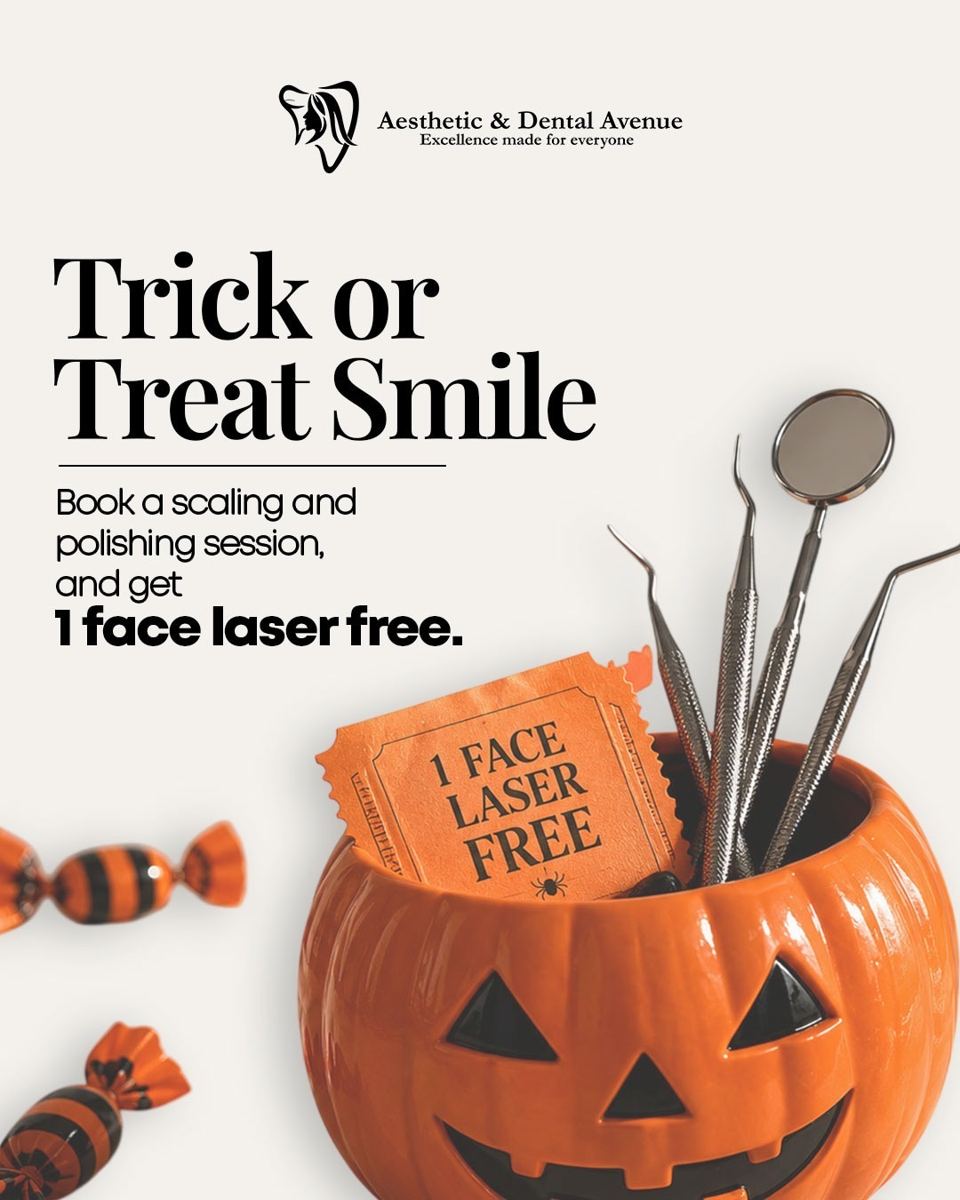 Aesthetic & Dental Avenue
Excellence made for everyone
Trick or
Treat Smile
Book a scaling and
polishing session,
and get
1 face laser free.
1 FACE
LASER
FREE